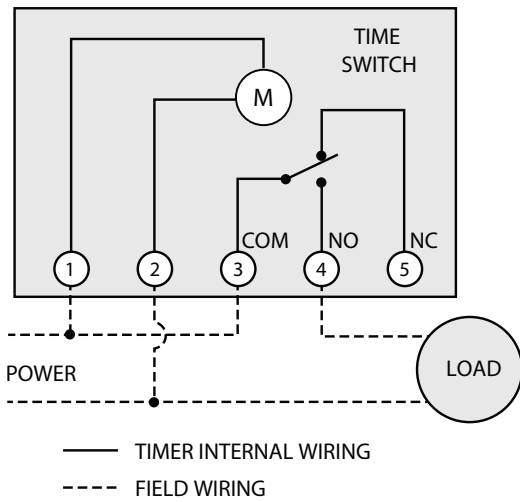 TIME
SWITCH
M
COM
NO
NC
1
2
3
4
5
POWER
LOAD
TIMER INTERNAL WIRING
FIELD WIRING